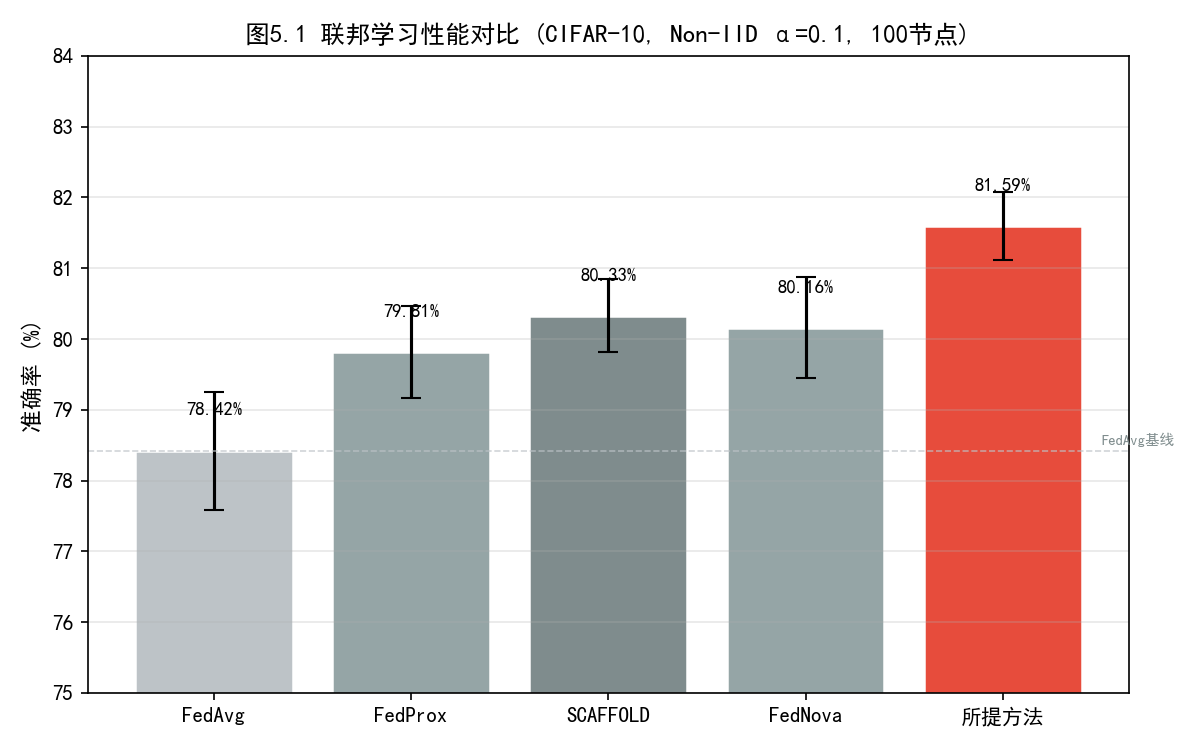 图5.1 联邦学习性能对比 (CIFAR-10, Non-IID α=0.1, 100节点)
准确率 (%)
84
83
82
81
80
79
78
77
76
75
78.42%
79.81%
80.33%
80.16%
81.59%
FedAvg基线
FedAvg
FedProx
SCAFFOLD
FedNova
所提方法